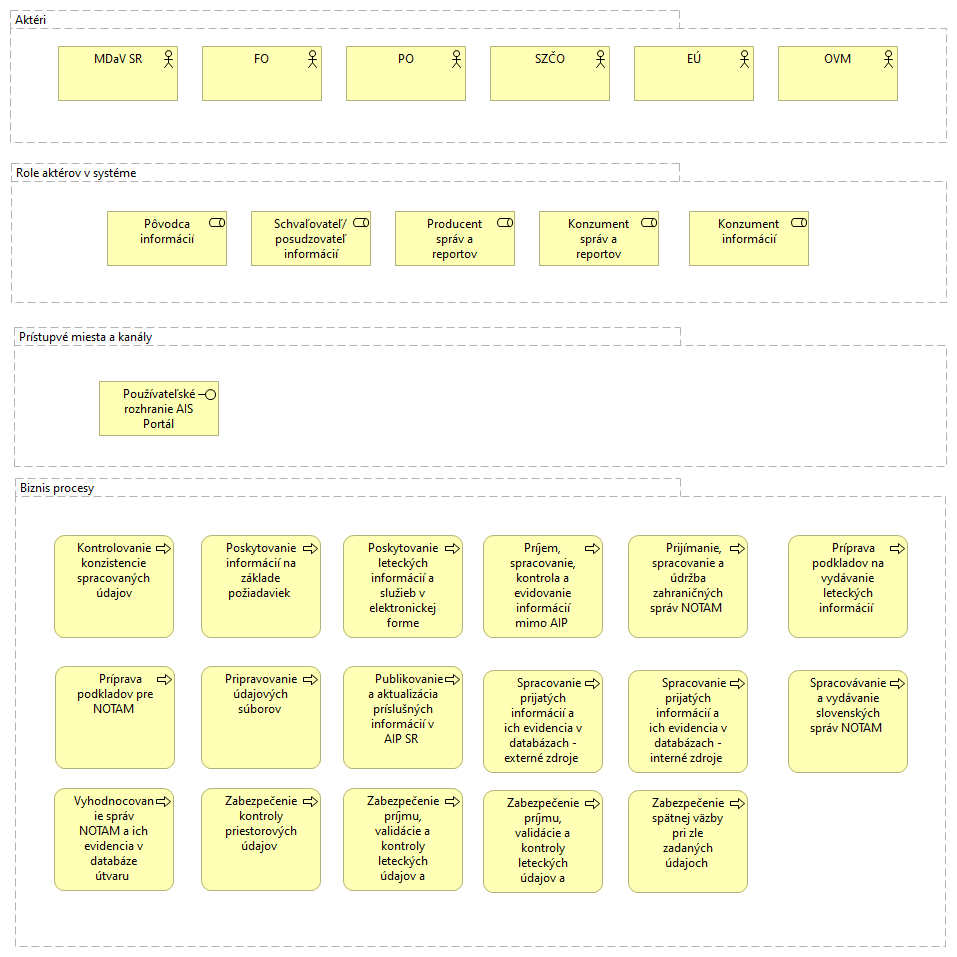 Aktéri
MDaV SR
FO
PO
SZČO
EÚ
OVM
Role aktérov v systéme
Pôvodca
informácií
Schvaľovateľ/
posudzovateľ
informácií
Producent
správ a
reportov
Konzument
správ a
reportov
Konzument
informácií
Prístupvé miesta a kanály
Používateľské
rozhranie AIS
Portál
Biznis procesy
Kontrolovanie
konzistencie
spracovaných
údajov
Poskytovanie
informácií na
základe
požiadaviek
Poskytovanie
leteckých
informácií a
služieb v
elektronickej
forme
Príjem,
spracovanie,
kontrola a
evidovanie
informácií
mimo AIP
Prijímanie,
spracovanie a
údržba
zahraničných
správ NOTAM
Príprava
podkladov na
vydávanie
leteckých
informácií
Príprava
podkladov pre
NOTAM
Pripravovanie
údajových
súborov
Publikovanie
a aktualizácia
príslušných
informácií v
AIP SR
Spracovanie
prijatých
informácií a
ich evidencia v
databázach -
externé zdroje
Spracovanie
prijatých
informácií a
ich evidencia v
databázach -
interné zdroje
Spracovávanie
a vydávanie
slovenských
správ NOTAM
Vyhodnocovan
ie správ
NOTAM a ich
evidencia v
databáze
útvaru
Zabezpečenie
kontroly
priestorových
údajov
Zabezpečenie
príjmu,
validácie a
kontroly
leteckých
údajov a
Zabezpečenie
príjmu,
validácie a
kontroly
leteckých
údajov a
Zabezpečenie
spätnej väzby
pri zle
zadaných
údajoch